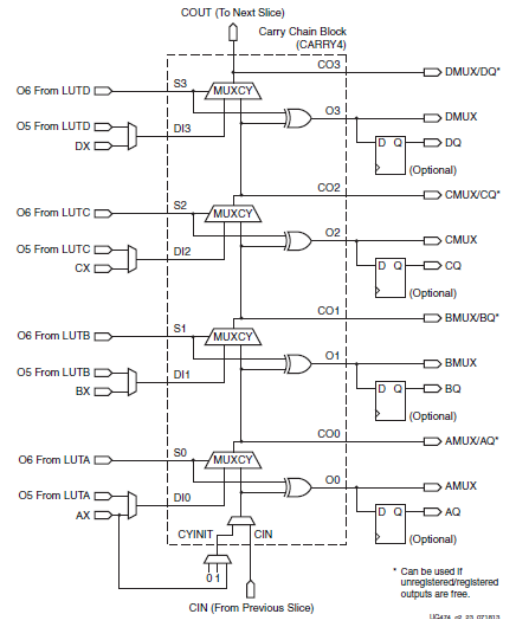 COUT (To Next Slice)
Carry Chain Block
(CARRY4)
CO3
DMUX/DQ*
O6 From LUTD
S3
MUXCY
O3
DMUX
O5 From LUTD
DI3
DX
D Q
DQ
(Optional)
CO2
CMUX/CQ*
O6 From LUTC
S2
MUXCY
O2
CMUX
O5 From LUTC
DI2
CX
D Q
CQ
(Optional)
CO1
BMUX/BQ*
O6 From LUTB
S1
MUXCY
O1
BMUX
O5 From LUTB
DI1
BX
D Q
BQ
(Optional)
CO0
AMUX/AQ*
O6 From LUTA
S0
MUXCY
O0
AMUX
O5 From LUTA
DI0
AX
D Q
AQ
CYINIT
CIN
(Optional)
0 1
* Can be used if
unregistered/registered
outputs are free.
CIN (From Previous Slice)
UG474_c2_23_071813